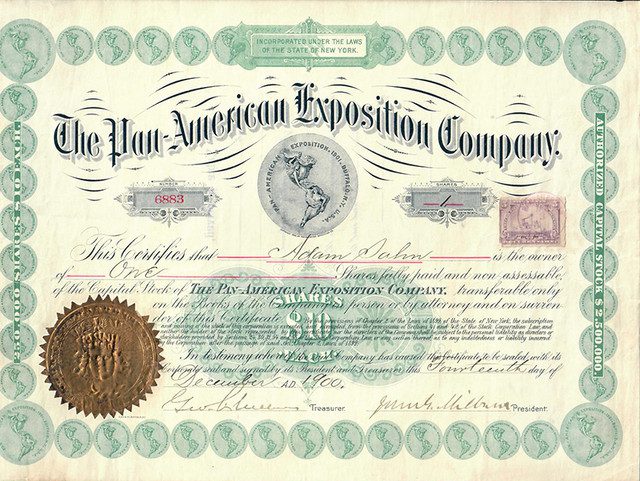 INCORPORATED UNDER THE LAWS
OF THE STATE OF NEW YORK.
The Pan-American Exposition Company.
NUMBER
6883
PAN-AMERICAN EXPOSITION-1901, BUFFALO, N.Y., U.S.A.
SHARES
1
AUTHORIZED CAPITAL STOCK $2,500,000.
This Certifies that Adam Jahn is the owner
of One Shares fully paid and non assessable,
of the Capital Stock of THE PAN-AMERICAN EXPOSITION COMPANY, transferable only
on the Books of the Company in person or by attorney and on surren-
der of this Certificate
SHARES
$10
EACH
In testimony whereof the Company has caused this Certificate to be sealed with its
Corporate seal and signed by its President and Treasurer this Fourteenth day of
December A.D. 1900.
Treasurer.
John G. Milburn President.